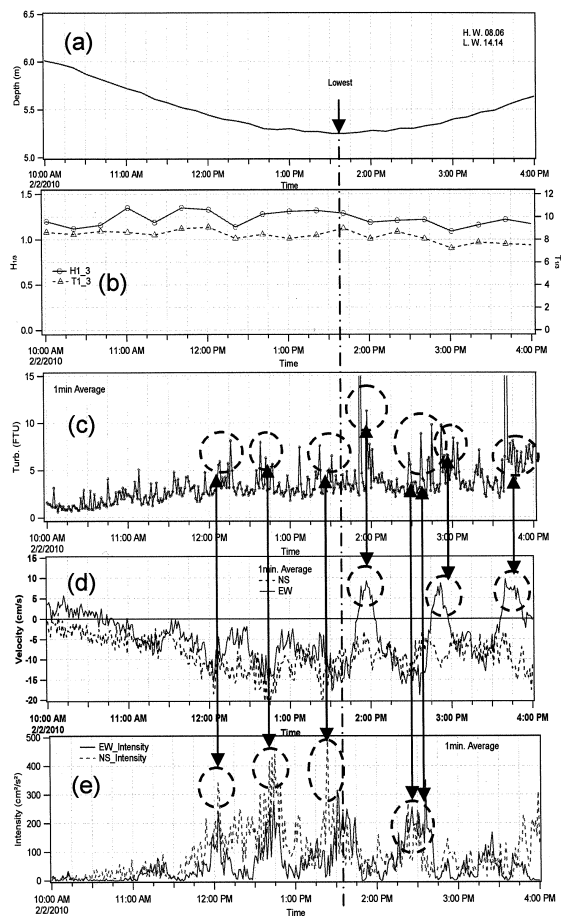 (a)
H. W. 08.06
L. W. 14.14
Lowest
Depth (m)
6.5
6.0
5.5
5.0
10:00 AM 11:00 AM 12:00 PM 1:00 PM 2:00 PM 3:00 PM 4:00 PM
2/2/2010
Time
(b)
H1/3
T1/3
1.5
1.0
0.5
0.0
12
10
8
6
4
2
0
H1_3
T1_3
10:00 AM 11:00 AM 12:00 PM 1:00 PM 2:00 PM 3:00 PM 4:00 PM
2/2/2010
Time
(c)
1min Average
Turb. (FTU)
15
10
5
0
10:00 AM 11:00 AM 12:00 PM 1:00 PM 2:00 PM 3:00 PM 4:00 PM
2/2/2010
Time
(d)
1min. Average
NS
EW
Velocity (cm/s)
15
10
5
0
-5
-10
-15
-20
10:00 AM 11:00 AM 12:00 PM 1:00 PM 2:00 PM 3:00 PM 4:00 PM
2/2/2010
Time
(e)
EW_Intensity
NS_Intensity
1min. Average
Intensity (cm²/s²)
500
400
300
200
100
0
10:00 AM 11:00 AM 12:00 PM 1:00 PM 2:00 PM 3:00 PM 4:00 PM
2/2/2010
Time